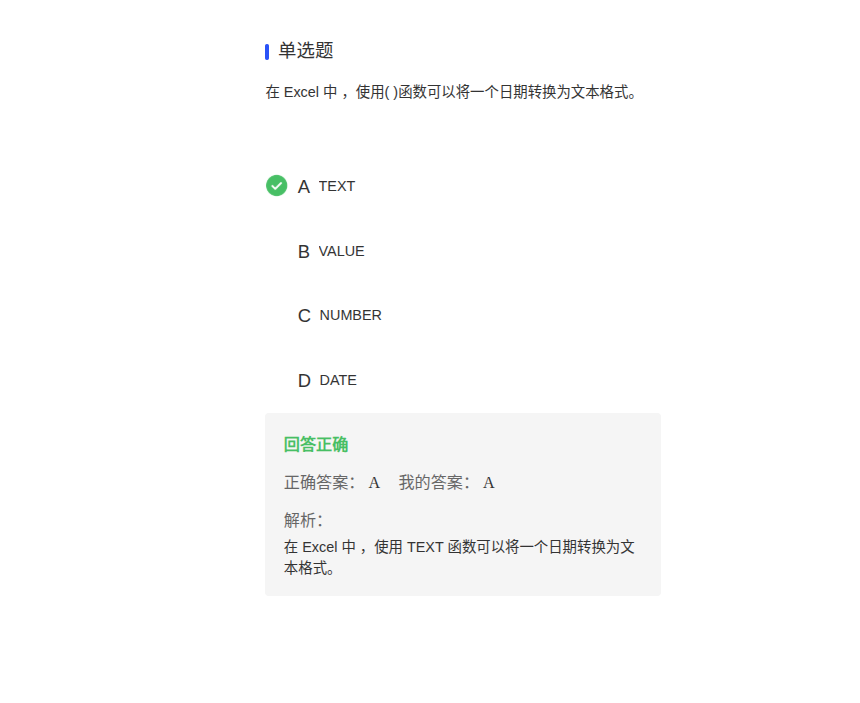 单选题
在 Excel 中 ，使用( )函数可以将一个日期转换为文本格式。
A TEXT
B VALUE
C NUMBER
D DATE
回答正确
正确答案： A 我的答案： A
解析：
在 Excel 中 ，使用 TEXT 函数可以将一个日期转换为文
本格式。